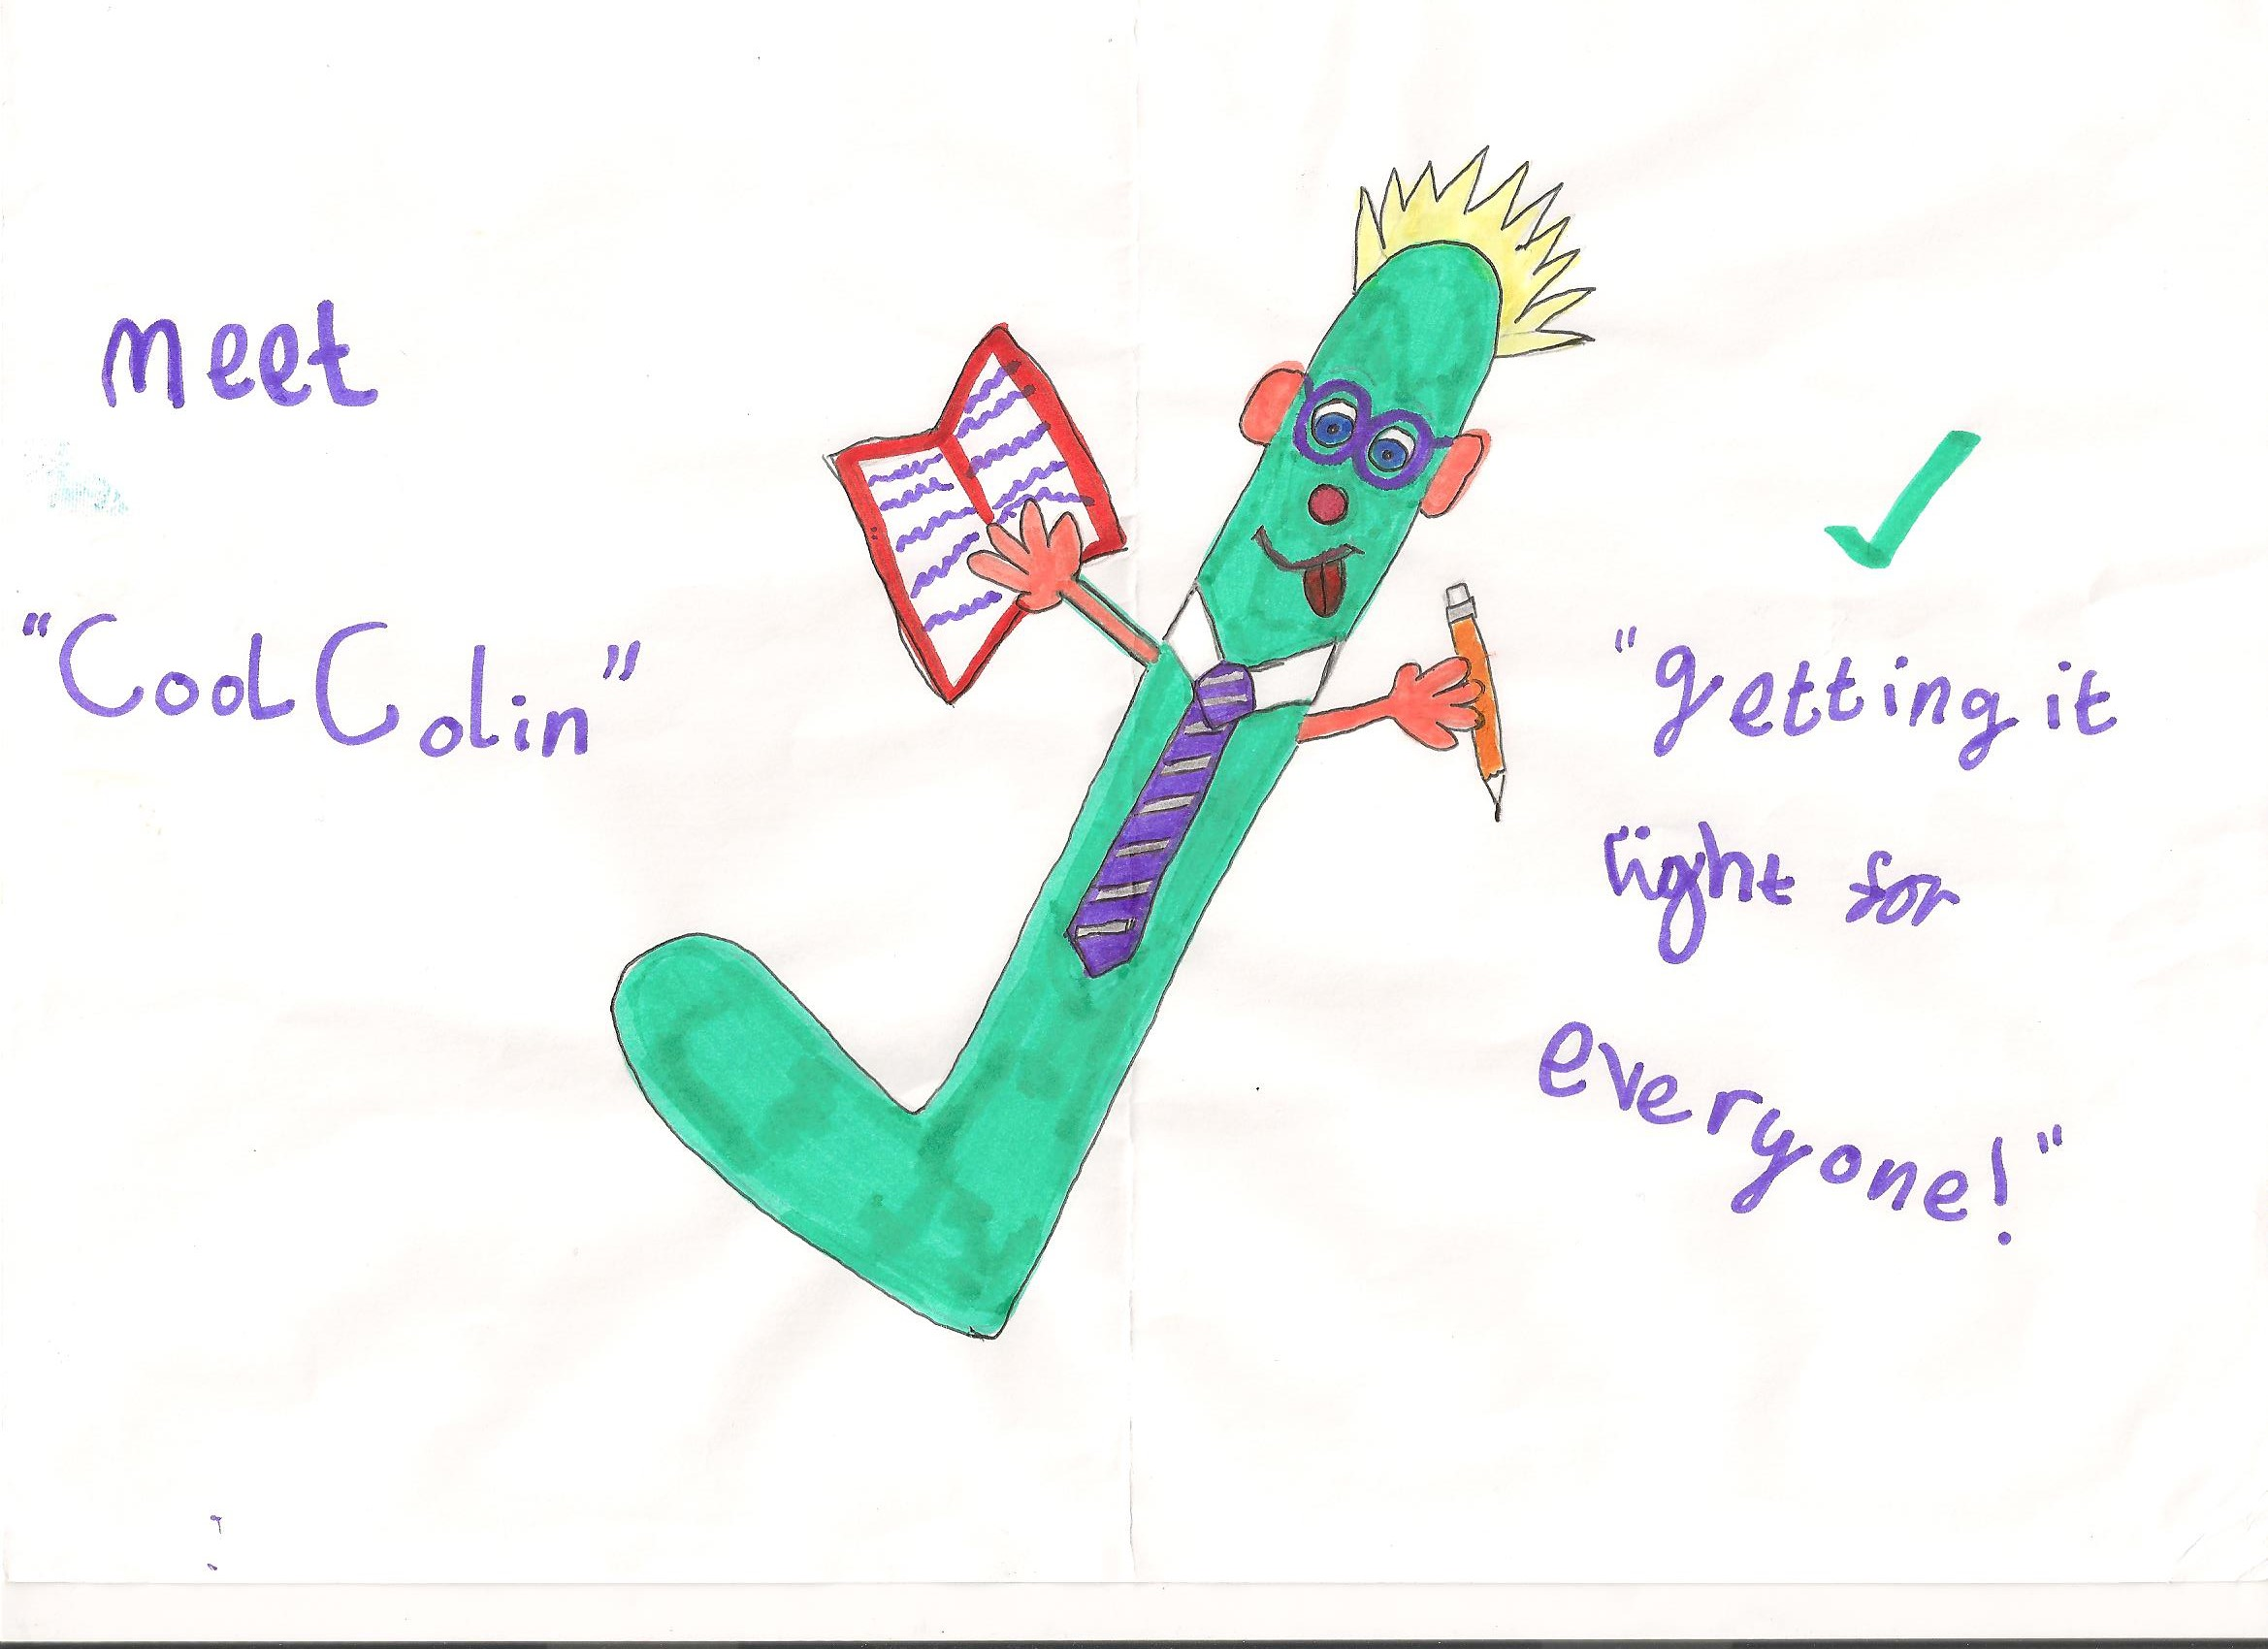 meet
"Cool Colin"
"getting it
right for
everyone!"